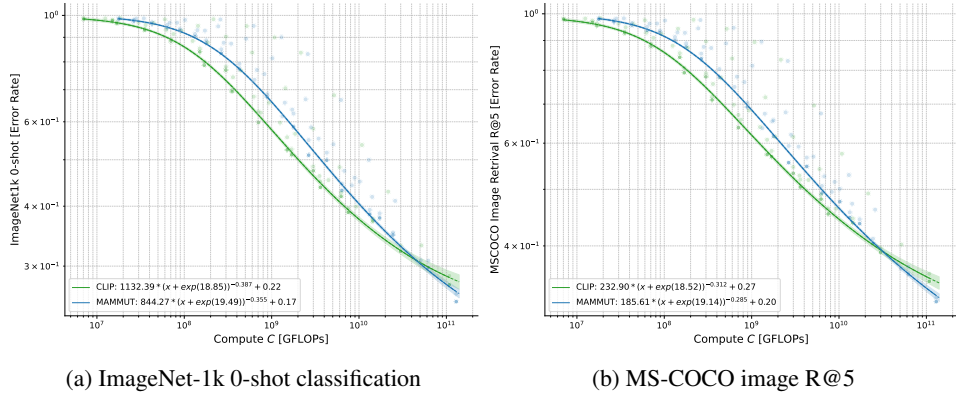 10⁰
6 × 10⁻¹
4 × 10⁻¹
3 × 10⁻¹
ImageNet1k 0-shot [Error Rate]
CLIP: 1132.39 * (x + exp(18.85))⁻⁰·³⁸⁷ + 0.22
MAMMUT: 844.27 * (x + exp(19.49))⁻⁰·³⁵⁵ + 0.17
10⁷ 10⁸ 10⁹ 10¹⁰ 10¹¹
Compute C [GFLOPs]
(a) ImageNet-1k 0-shot classification
10⁰
6 × 10⁻¹
4 × 10⁻¹
MSCOCO Image Retrival R@5 [Error Rate]
CLIP: 232.90 * (x + exp(18.52))⁻⁰·³¹² + 0.27
MAMMUT: 185.61 * (x + exp(19.14))⁻⁰·²⁸⁵ + 0.20
10⁷ 10⁸ 10⁹ 10¹⁰ 10¹¹
Compute C [GFLOPs]
(b) MS-COCO image R@5